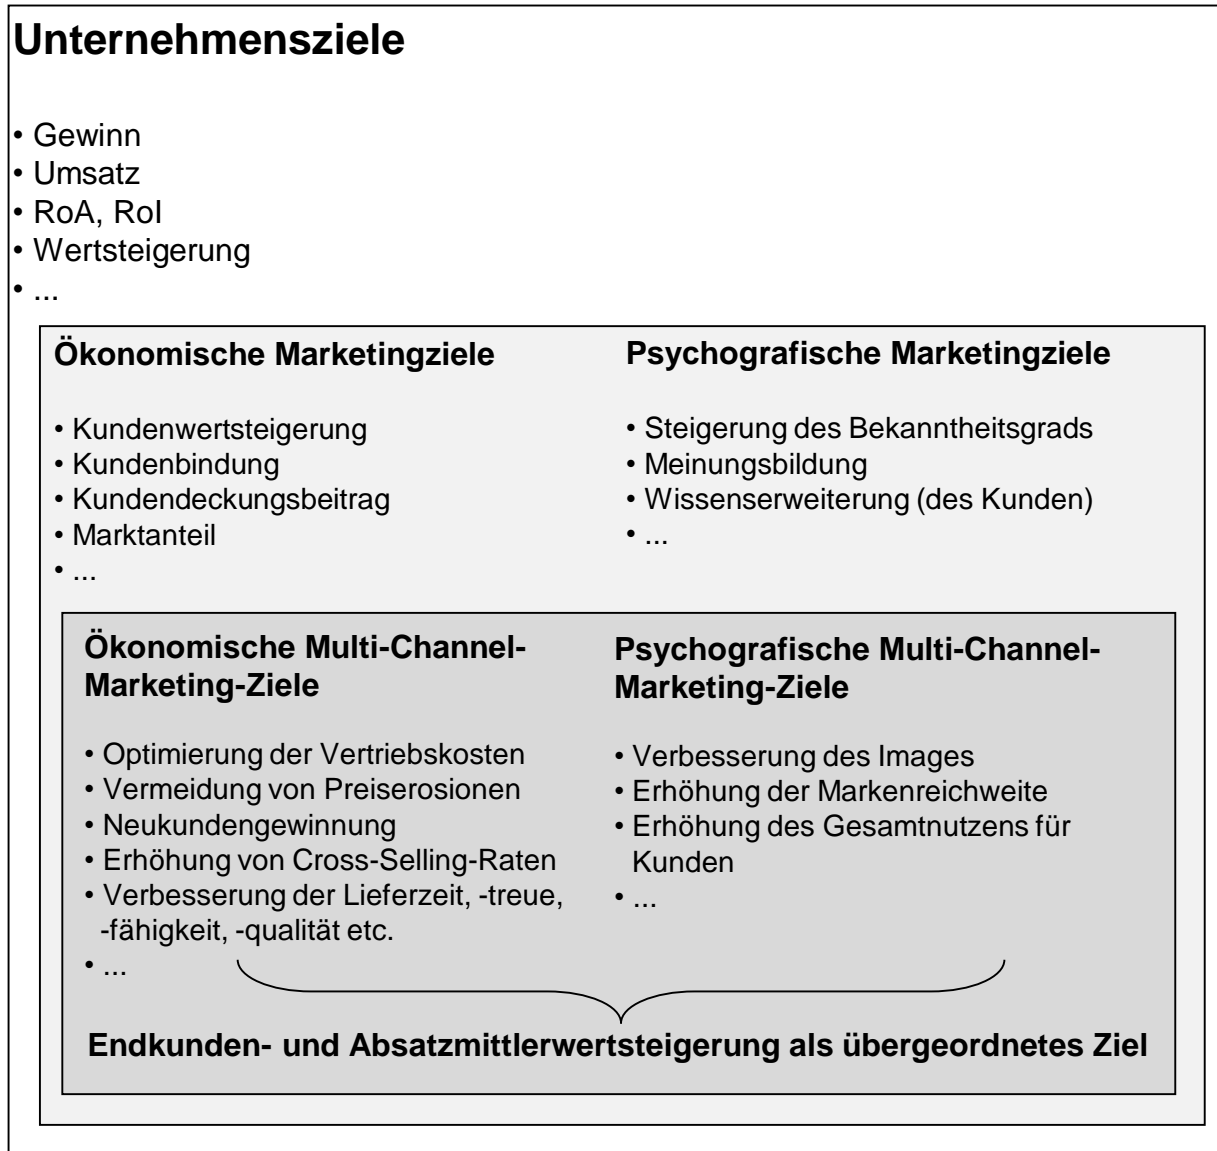 Unternehmensziele
• Gewinn
• Umsatz
• RoA, RoI
• Wertsteigerung
• ...
Ökonomische Marketingziele
• Kundenwertsteigerung
• Kundenbindung
• Kundendeckungsbeitrag
• Marktanteil
• ...
Psychografische Marketingziele
• Steigerung des Bekanntheitsgrads
• Meinungsbildung
• Wissenserweiterung (des Kunden)
• ...
Ökonomische Multi-Channel-
Marketing-Ziele
• Optimierung der Vertriebskosten
• Vermeidung von Preiserosionen
• Neukundengewinnung
• Erhöhung von Cross-Selling-Raten
• Verbesserung der Lieferzeit, -treue,
-fähigkeit, -qualität etc.
• ...
Psychografische Multi-Channel-
Marketing-Ziele
• Verbesserung des Images
• Erhöhung der Markenreichweite
• Erhöhung des Gesamtnutzens für
Kunden
• ...
Endkunden- und Absatzmittlerwertsteigerung als übergeordnetes Ziel